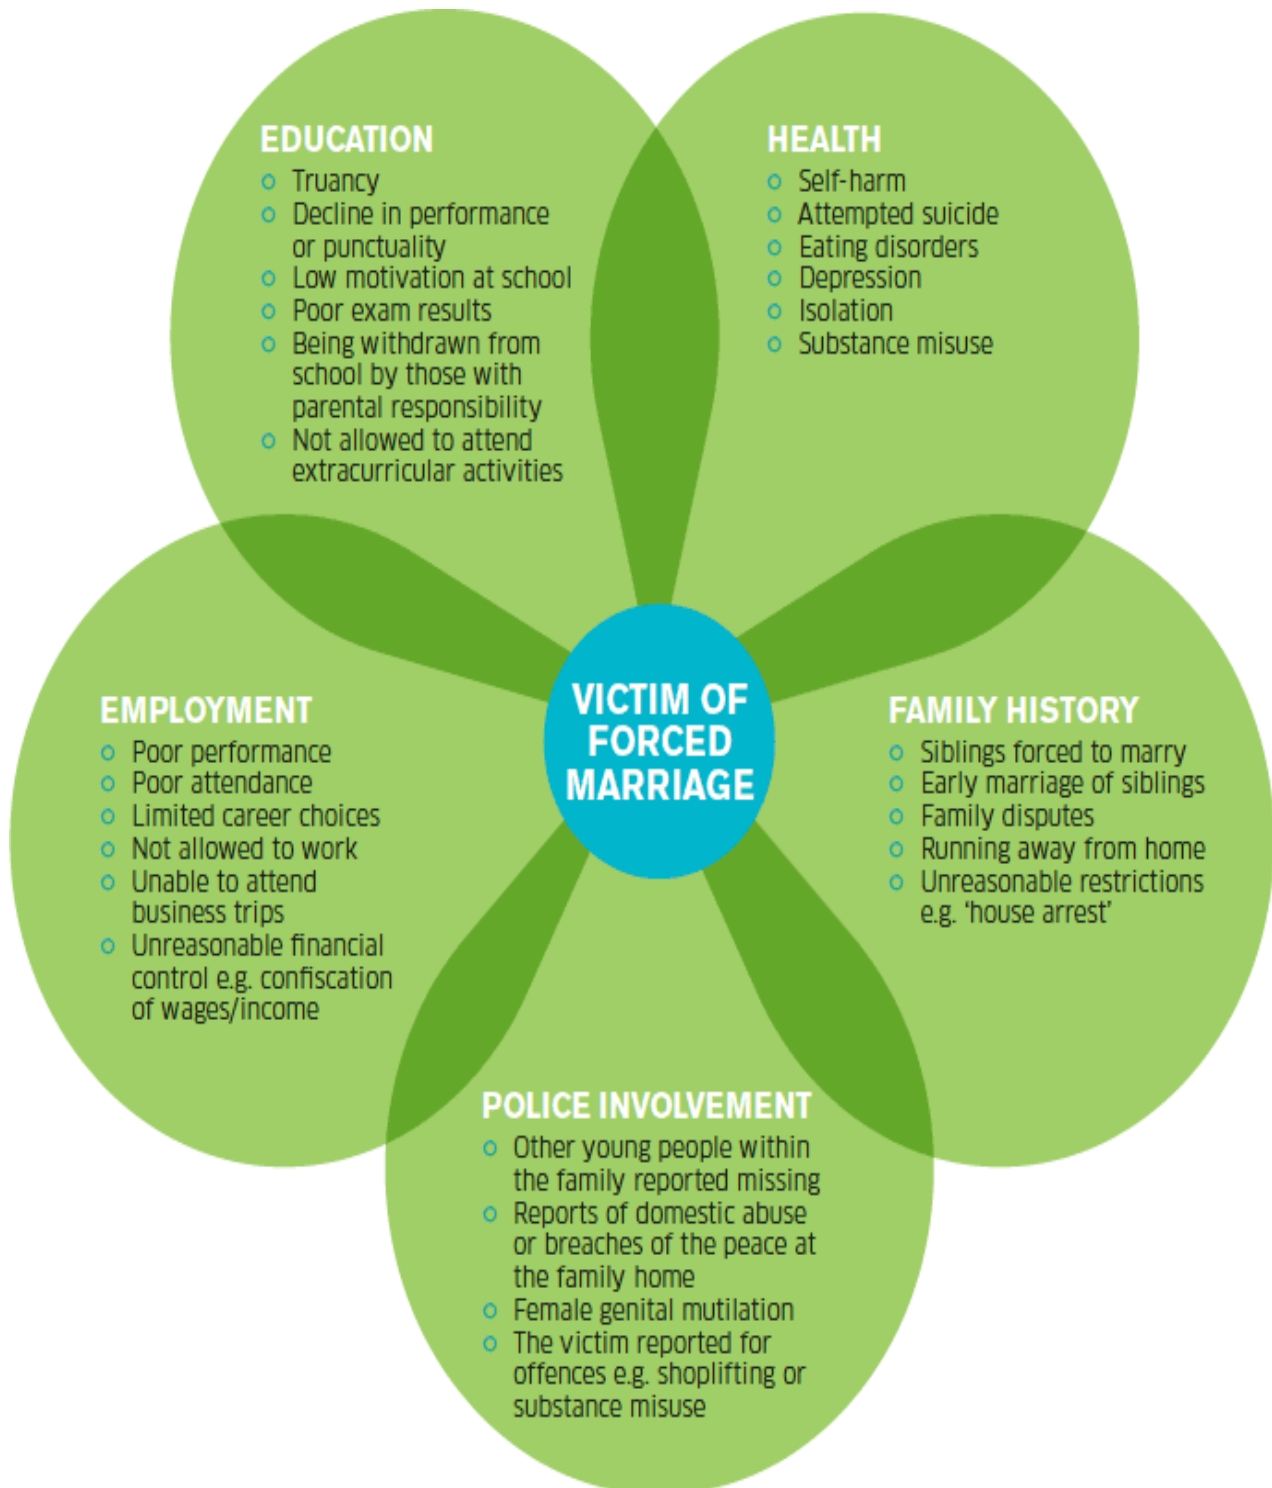 EDUCATION
Truancy
Decline in performance
or punctuality
Low motivation at school
Poor exam results
Being withdrawn from
school by those with
parental responsibility
Not allowed to attend
extracurricular activities
HEALTH
Self-harm
Attempted suicide
Eating disorders
Depression
Isolation
Substance misuse
EMPLOYMENT
Poor performance
Poor attendance
Limited career choices
Not allowed to work
Unable to attend
business trips
Unreasonable financial
control e.g. confiscation
of wages/income
VICTIM OF
FORCED
MARRIAGE
FAMILY HISTORY
Siblings forced to marry
Early marriage of siblings
Family disputes
Running away from home
Unreasonable restrictions
e.g. ‘house arrest’
POLICE INVOLVEMENT
Other young people within
the family reported missing
Reports of domestic abuse
or breaches of the peace at
the family home
Female genital mutilation
The victim reported for
offences e.g. shoplifting or
substance misuse